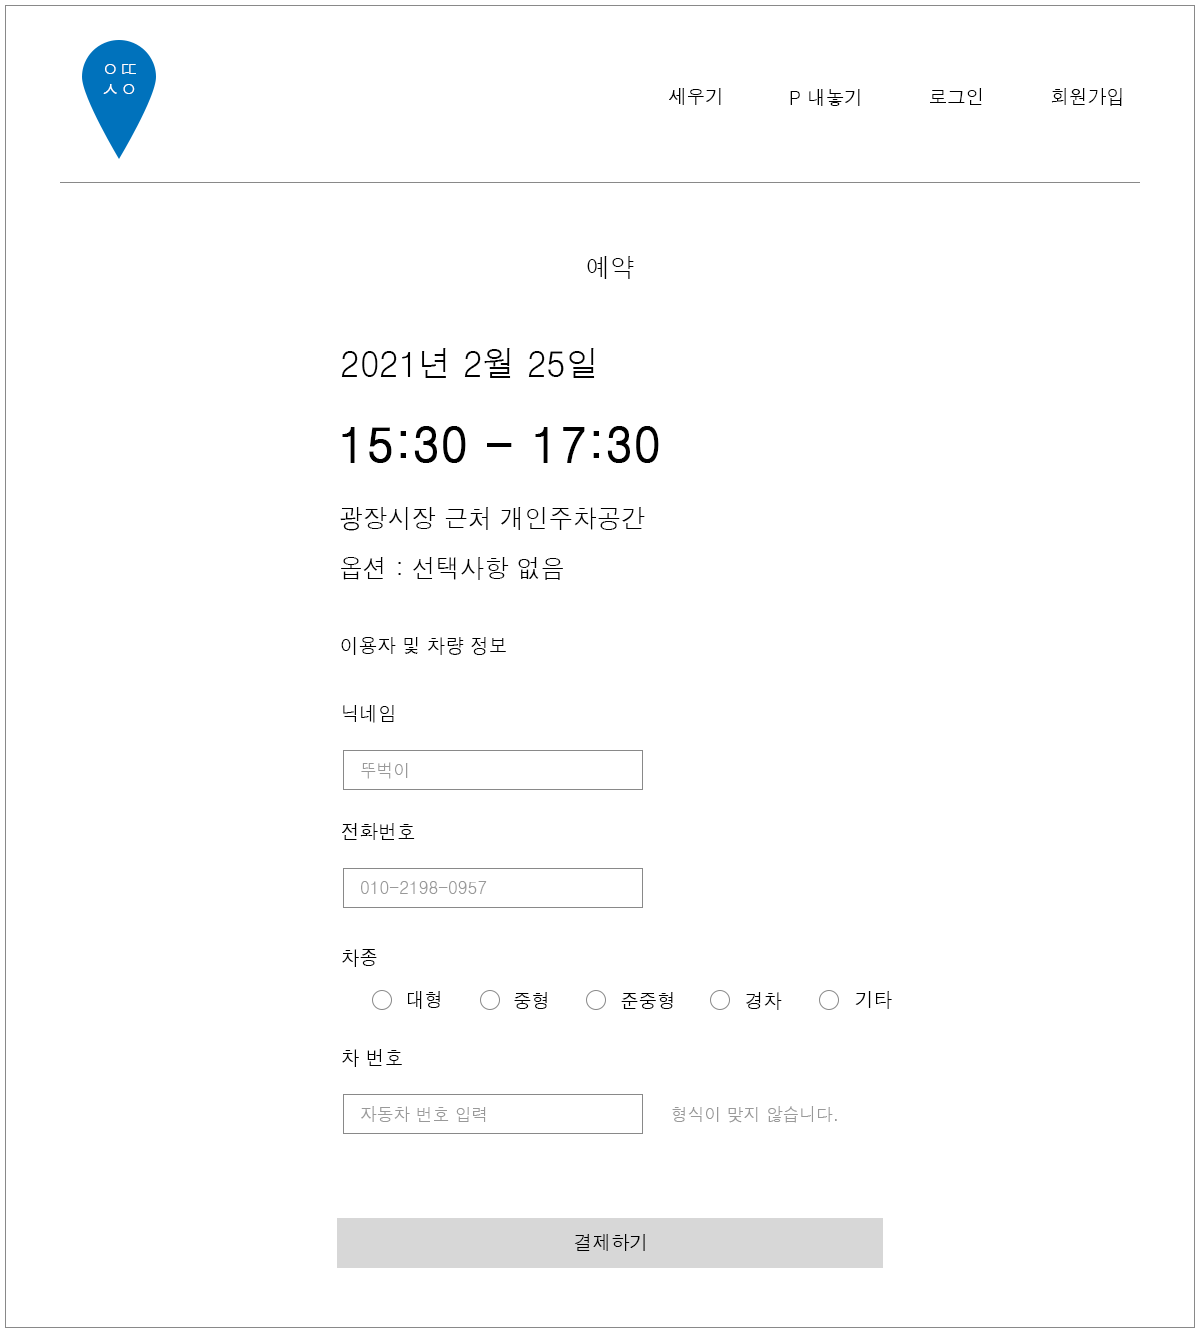 ㅇㄸ
ㅅㅇ
세우기 P 내놓기 로그인 회원가입
예약
2021년 2월 25일
15:30 - 17:30
광장시장 근처 개인주차공간
옵션 : 선택사항 없음
이용자 및 차량 정보
닉네임
뚜벅이
전화번호
010-2198-0957
차종
대형 중형 준중형 경차 기타
차 번호
자동차 번호 입력 형식이 맞지 않습니다.
결제하기